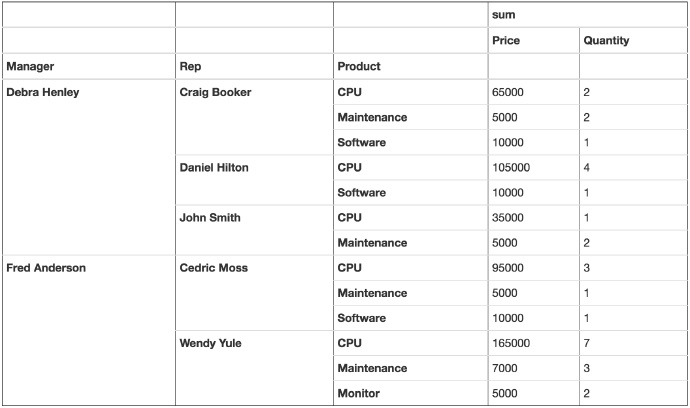 sum
Price Quantity
Manager Rep Product
Debra Henley Craig Booker CPU 65000 2
Maintenance 5000 2
Software 10000 1
Daniel Hilton CPU 105000 4
Software 10000 1
John Smith CPU 35000 1
Maintenance 5000 2
Fred Anderson Cedric Moss CPU 95000 3
Maintenance 5000 1
Software 10000 1
Wendy Yule CPU 165000 7
Maintenance 7000 3
Monitor 5000 2